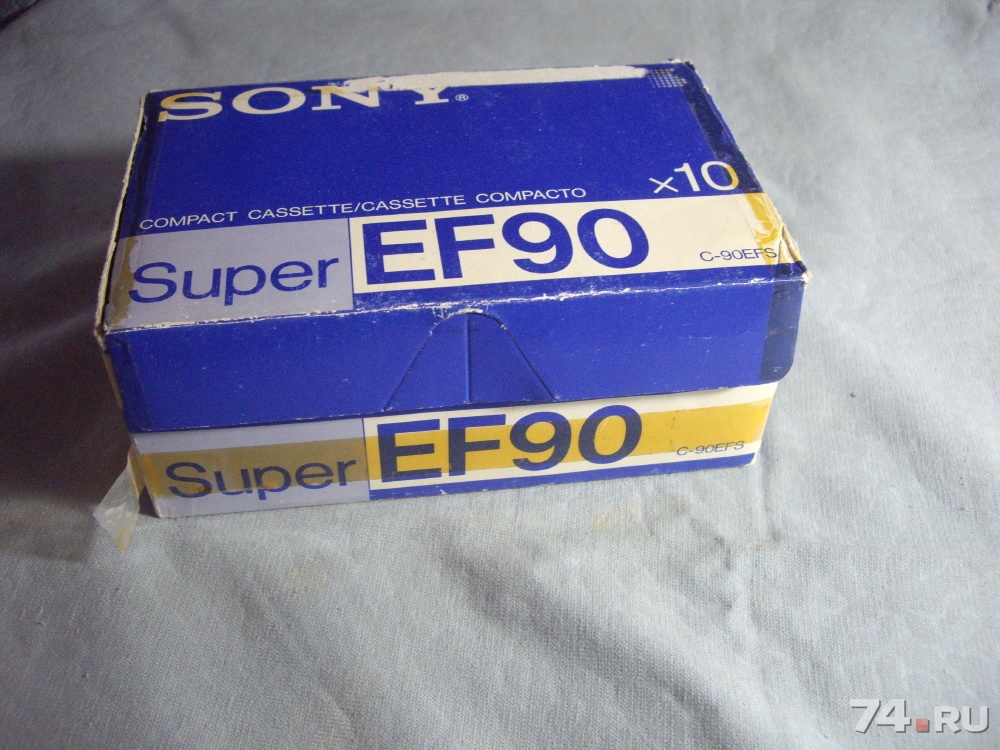 SONY®
×10
COMPACT CASSETTE/CASSETTE COMPACTO
Super EF90
C-90EFS
Super EF90
C-90EFS
74.RU